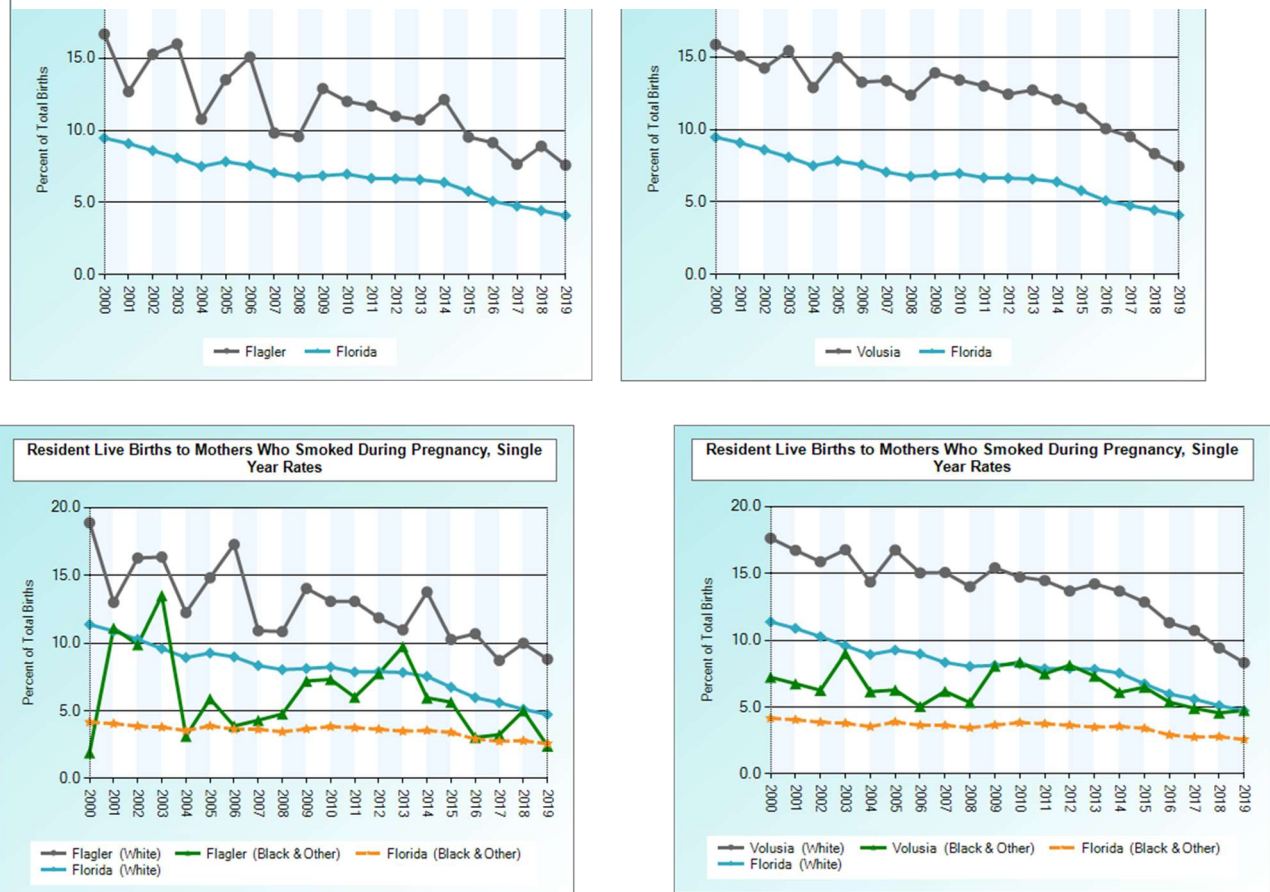 15.0
10.0
5.0
0.0
Percent of Total Births
2000 2001 2002 2003 2004 2005 2006 2007 2008 2009 2010 2011 2012 2013 2014 2015 2016 2017 2018 2019
Flagler Florida
15.0
10.0
5.0
0.0
Percent of Total Births
2000 2001 2002 2003 2004 2005 2006 2007 2008 2009 2010 2011 2012 2013 2014 2015 2016 2017 2018 2019
Volusia Florida
Resident Live Births to Mothers Who Smoked During Pregnancy, Single
Year Rates
20.0
15.0
10.0
5.0
0.0
Percent of Total Births
2000 2001 2002 2003 2004 2005 2006 2007 2008 2009 2010 2011 2012 2013 2014 2015 2016 2017 2018 2019
Flagler (White) Flagler (Black & Other) Florida (Black & Other)
Florida (White)
Resident Live Births to Mothers Who Smoked During Pregnancy, Single
Year Rates
20.0
15.0
10.0
5.0
0.0
Percent of Total Births
2000 2001 2002 2003 2004 2005 2006 2007 2008 2009 2010 2011 2012 2013 2014 2015 2016 2017 2018 2019
Volusia (White) Volusia (Black & Other) Florida (Black & Other)
Florida (White)